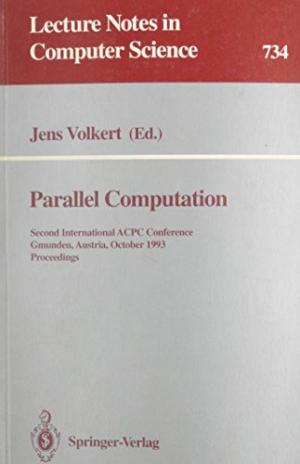 Lecture Notes in
Computer Science
734
Jens Volkert (Ed.)
Parallel Computation
Second International ACPC Conference
Gmunden, Austria, October 1993
Proceedings
Springer-Verlag